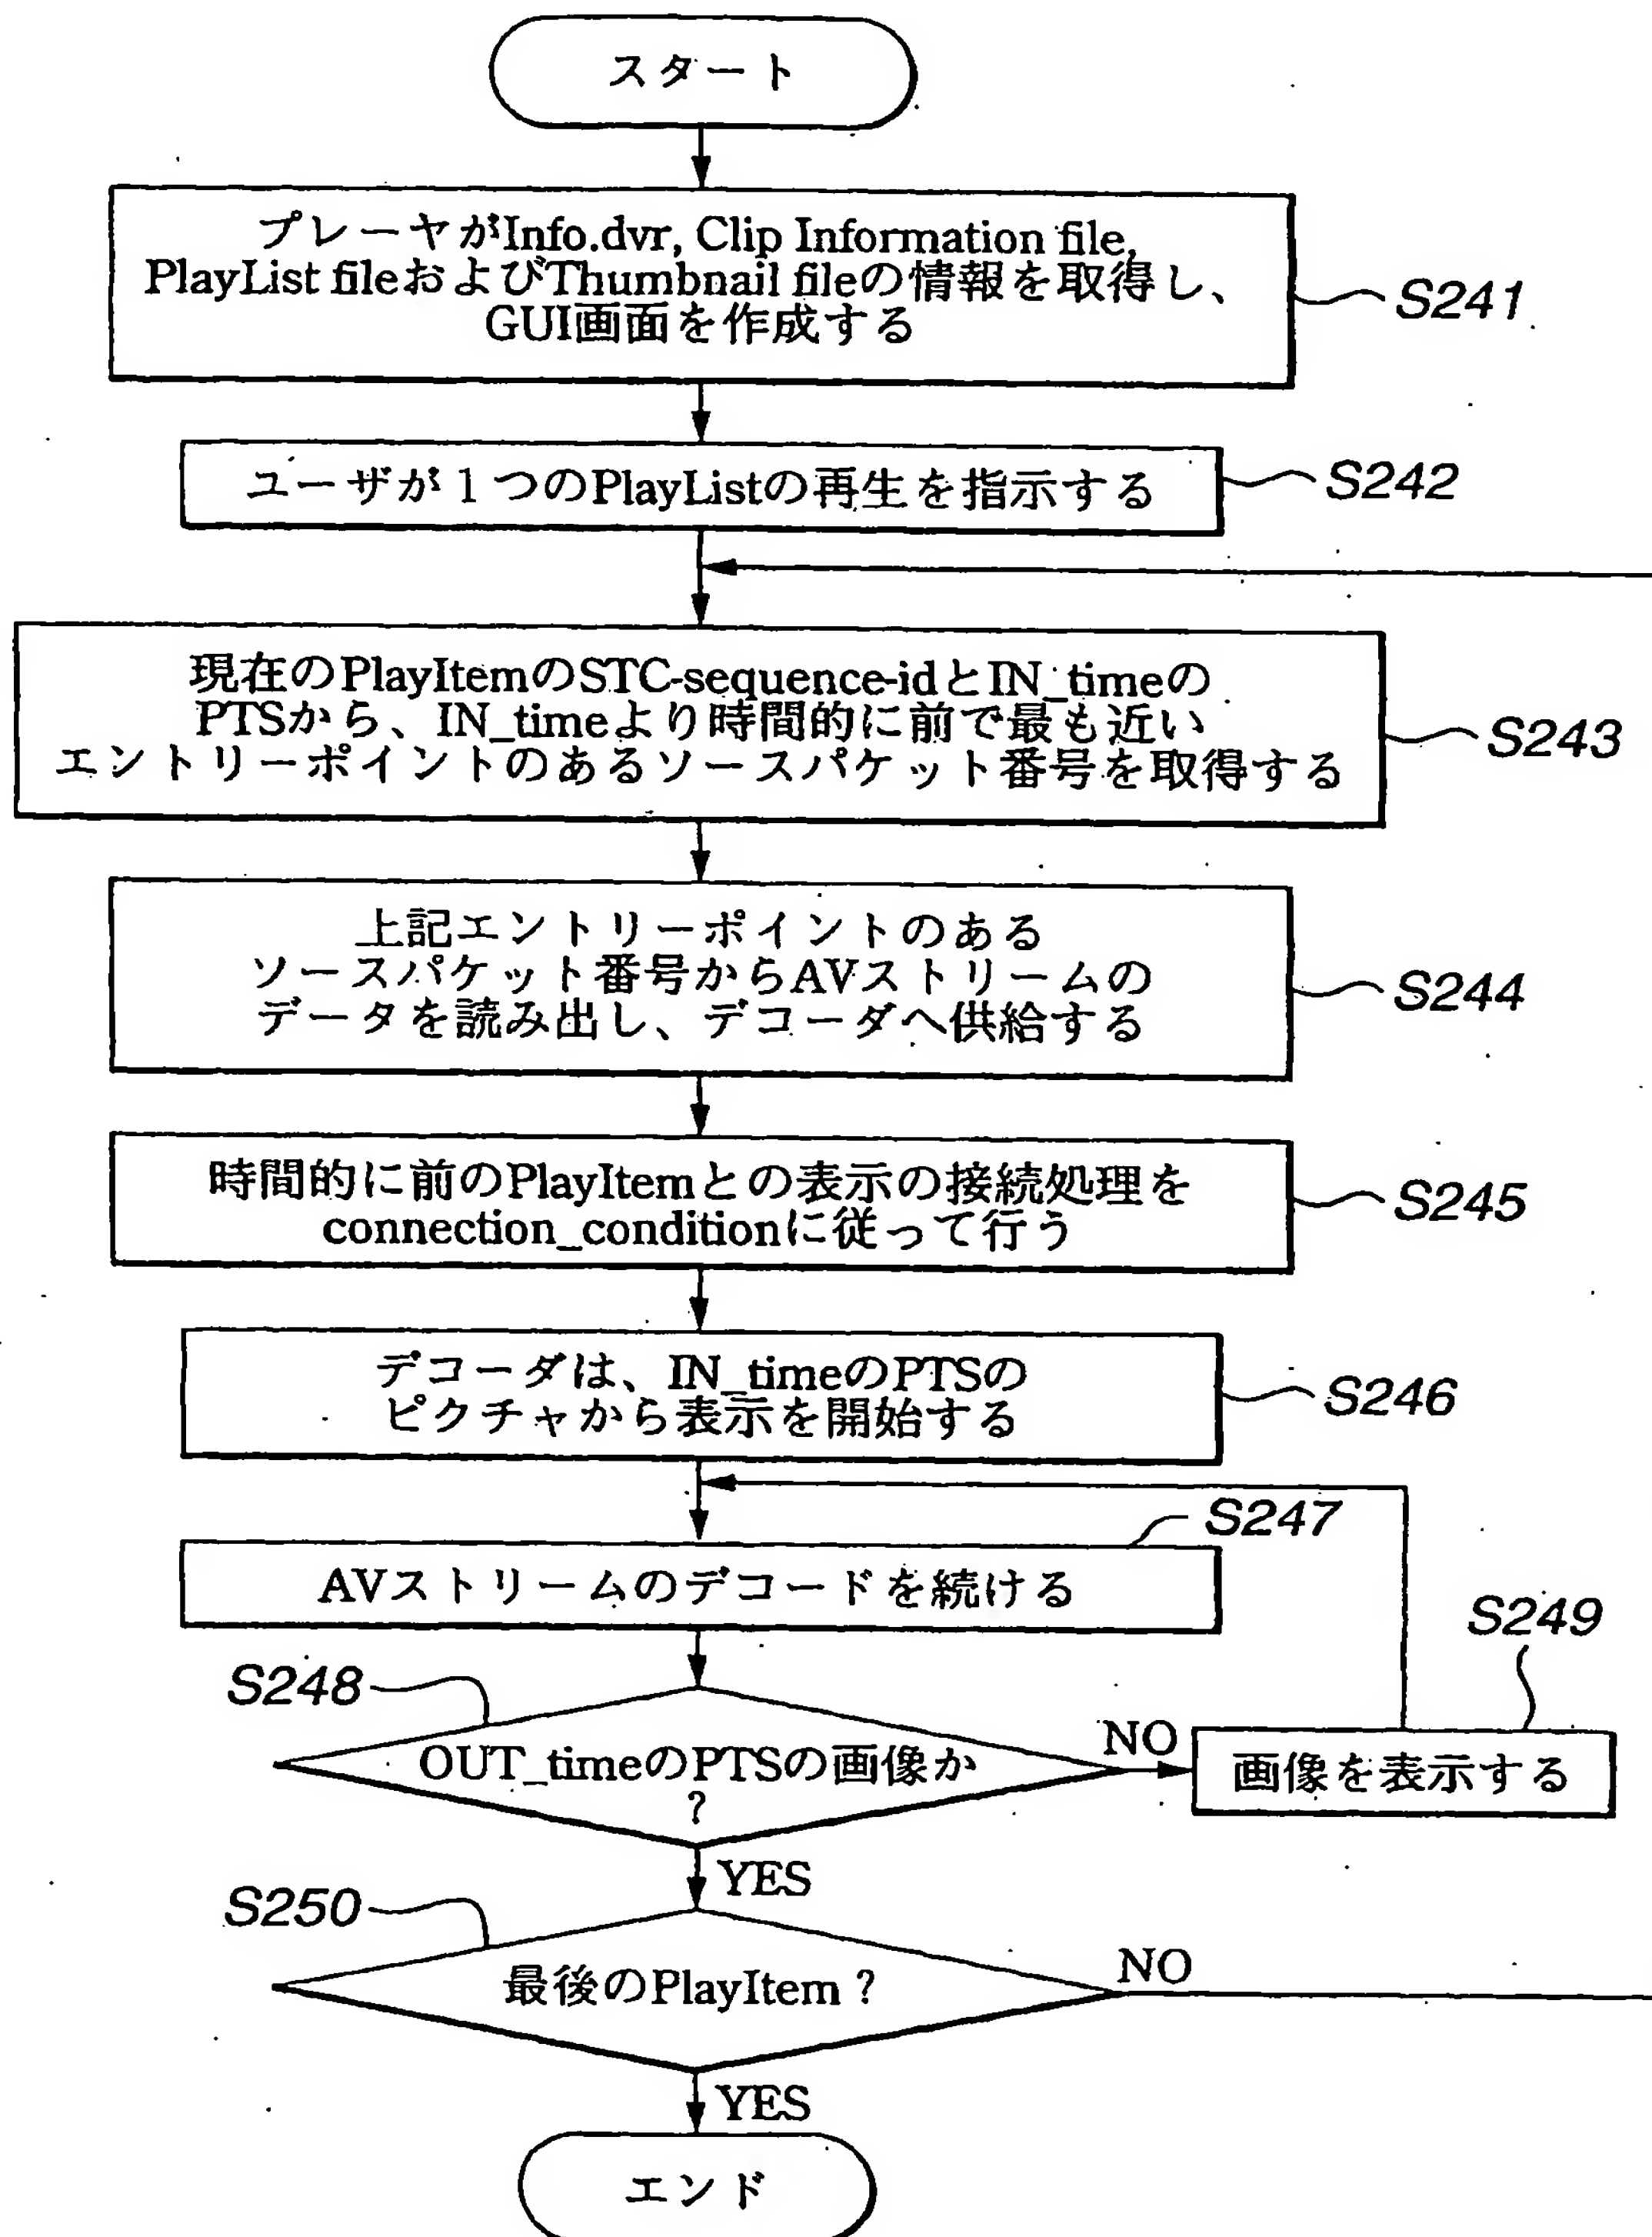 スタート
プレーヤがInfo.dvr, Clip Information file,
PlayList fileおよびThumbnail fileの情報を取得し、
GUI画面を作成する
S241
ユーザが1つのPlayListの再生を指示する
S242
現在のPlayItemのSTC-sequence-idとIN_timeの
PTSから、IN_timeより時間的に前で最も近い
エントリーポイントのあるソースパケット番号を取得する
S243
上記エントリーポイントのある
ソースパケット番号からAVストリームの
データを読み出し、デコーダへ供給する
S244
時間的に前のPlayItemとの表示の接続処理を
connection_conditionに従って行う
S245
デコーダは、IN_timeのPTSの
ピクチャから表示を開始する
S246
S247
AVストリームのデコードを続ける
S249
S248
OUT_timeのPTSの画像か
?
NO
画像を表示する
YES
S250
最後のPlayItem?
NO
YES
エンド